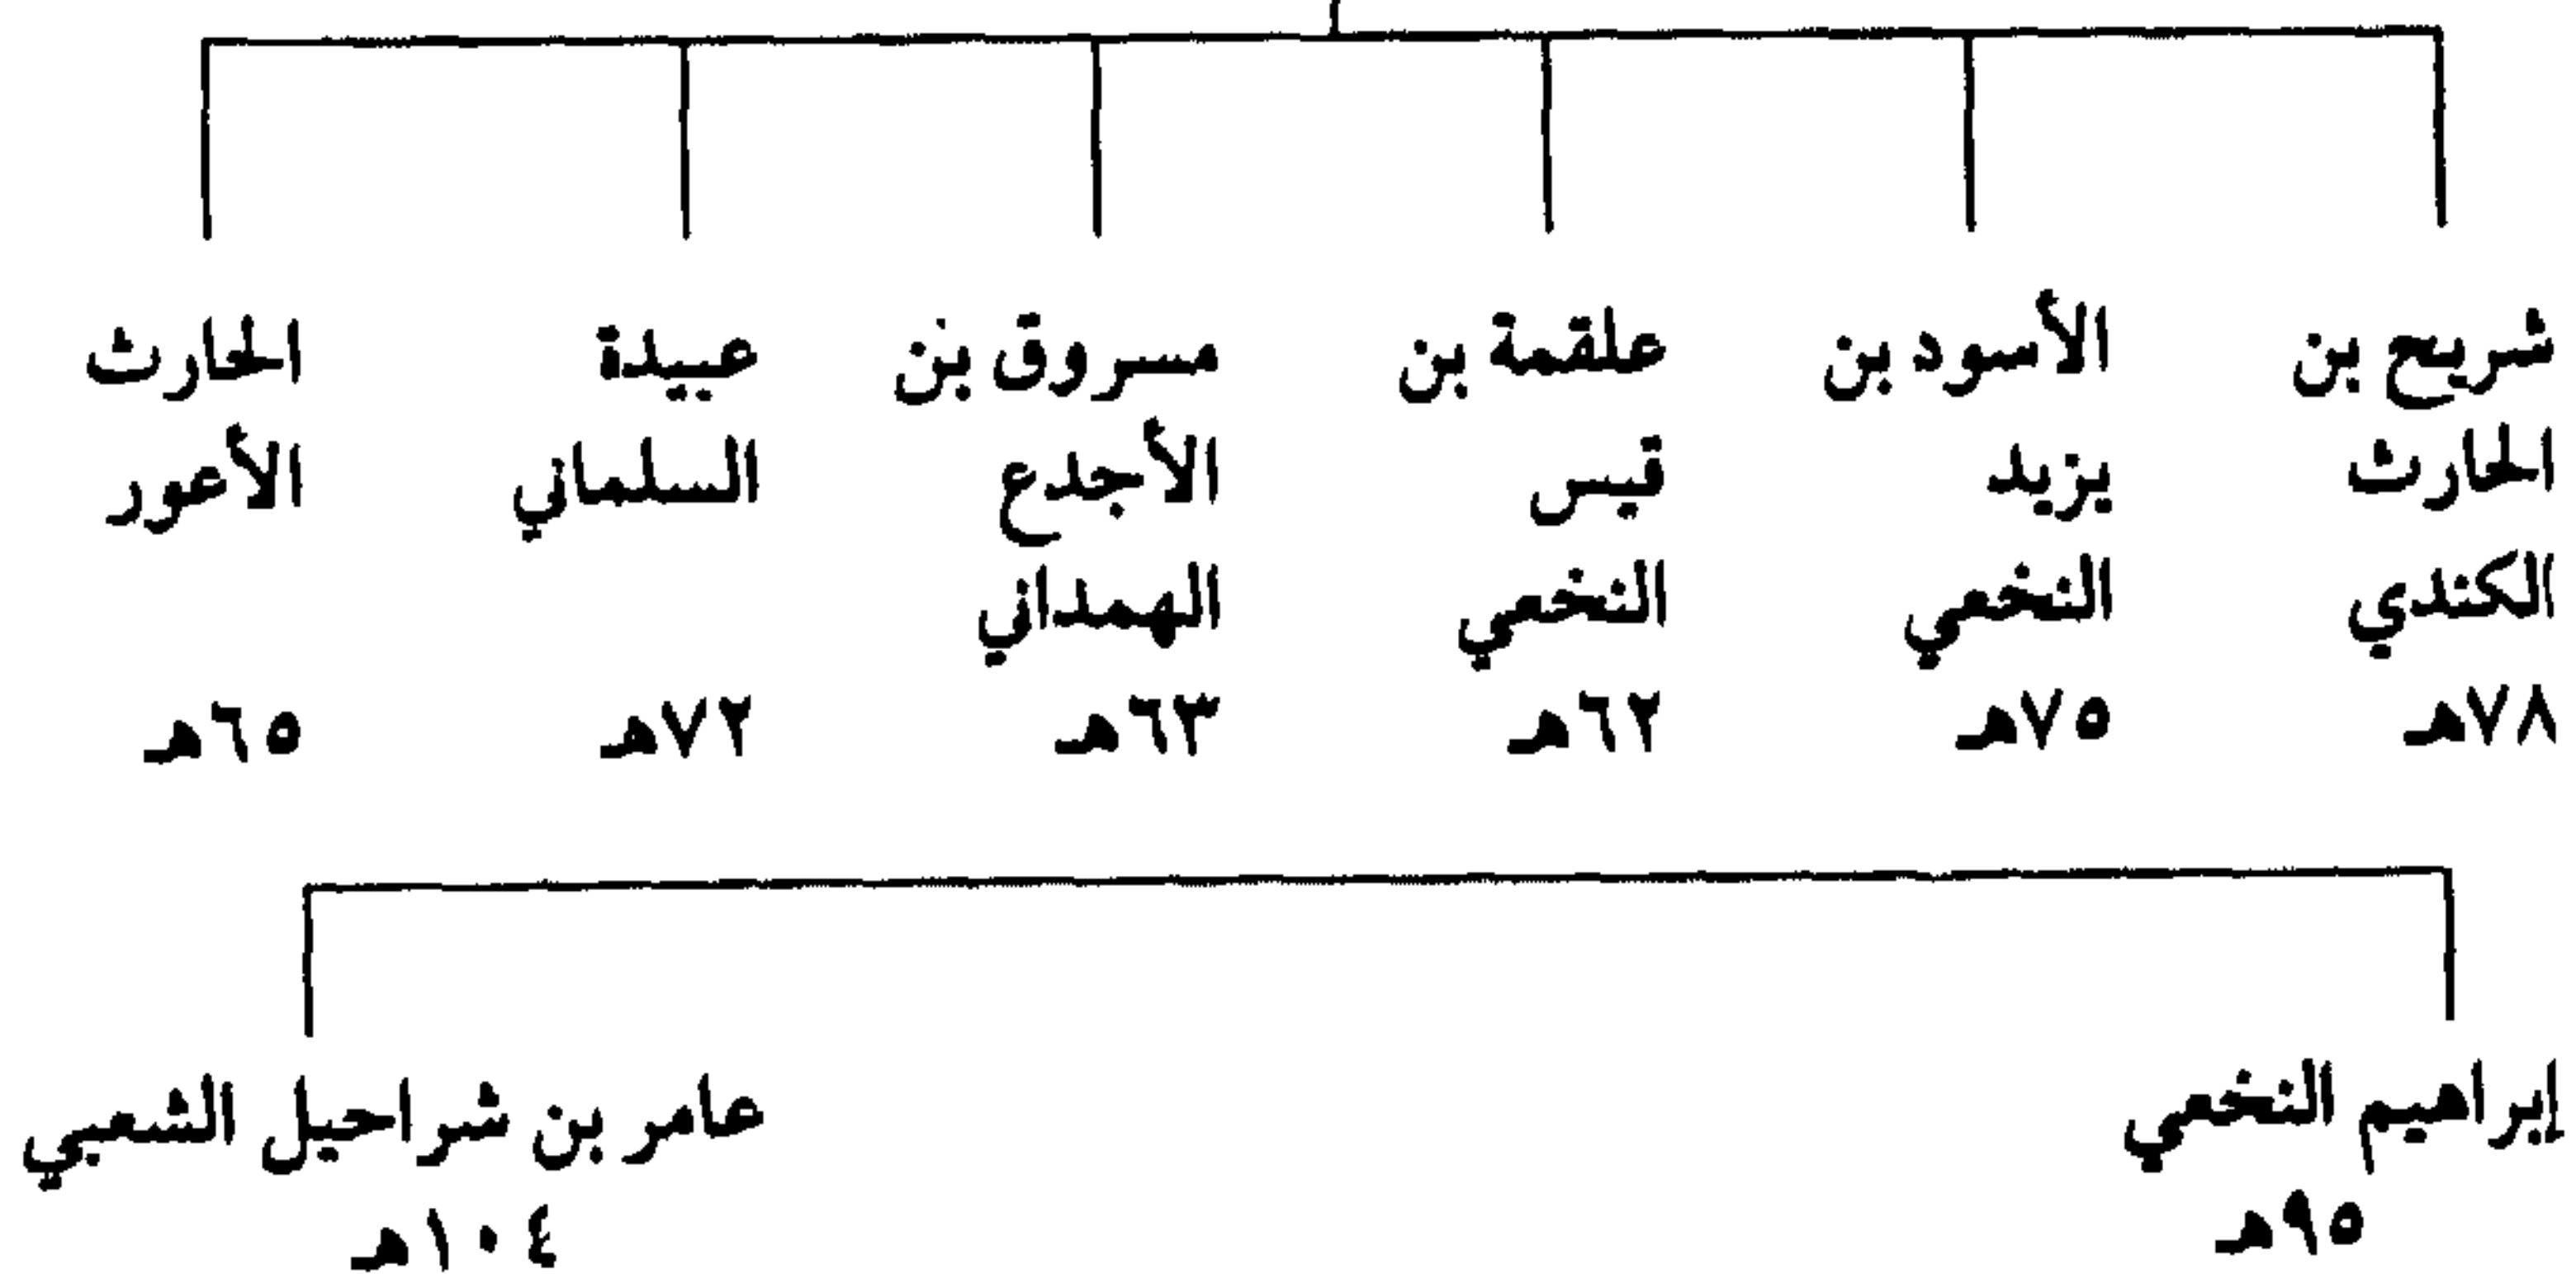 شريح بن الأسود بن علقمة بن مسروق بن عبيدة الحارث
الحارث يزيد قيس الأجدع السلماني الأعور
الكندي النخعي النخعي الهمداني
٧٨هـ ٧٥هـ ٦٢هـ ٦٣هـ ٧٢هـ ٦٥هـ
إبراهيم النخعي عامر بن شراحيل الشعبي
٩٥هـ ١٠٤هـ